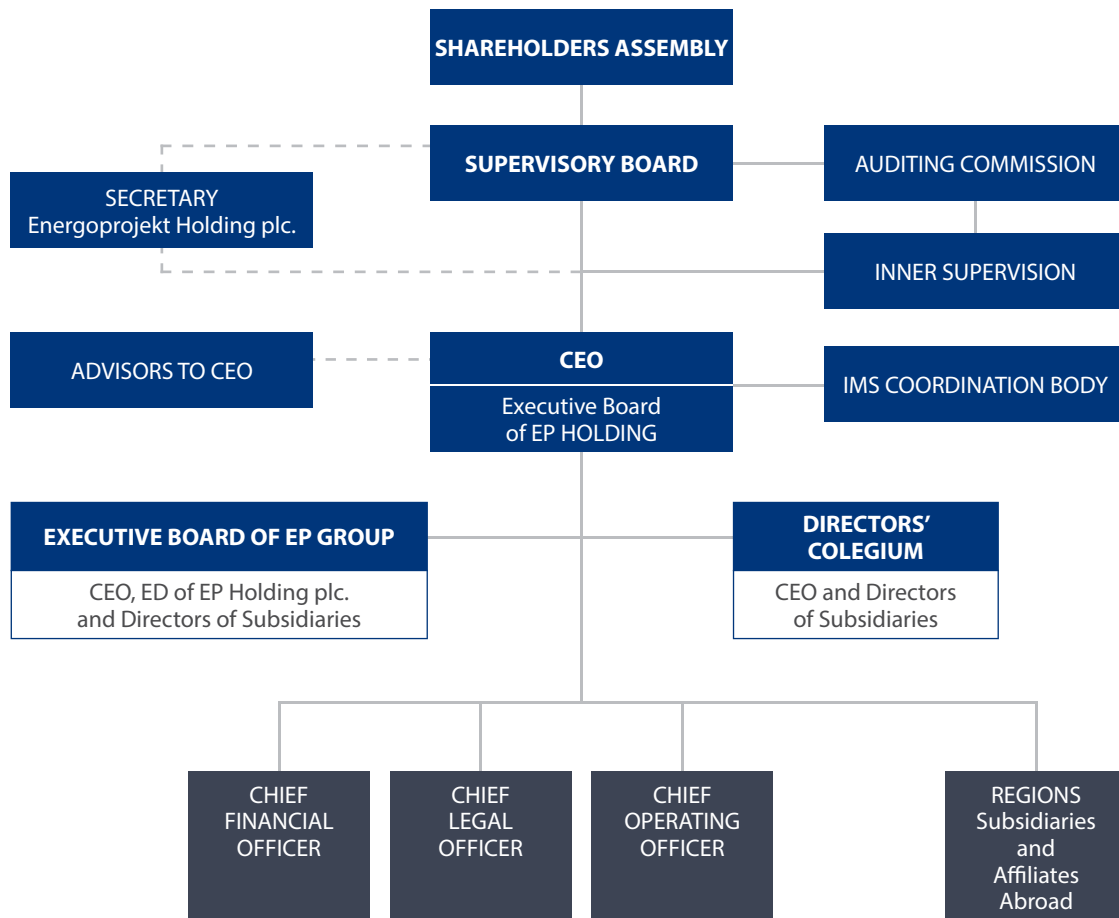 SHAREHOLDERS ASSEMBLY
SUPERVISORY BOARD
AUDITING COMMISSION
SECRETARY
Energoprojekt Holding plc.
INNER SUPERVISION
ADVISORS TO CEO
CEO
Executive Board
of EP HOLDING
IMS COORDINATION BODY
EXECUTIVE BOARD OF EP GROUP
CEO, ED of EP Holding plc.
and Directors of Subsidiaries
DIRECTORS’
COLEGIUM
CEO and Directors
of Subsidiaries
CHIEF
FINANCIAL
OFFICER
CHIEF
LEGAL
OFFICER
CHIEF
OPERATING
OFFICER
REGIONS
Subsidiaries
and
Affiliates
Abroad